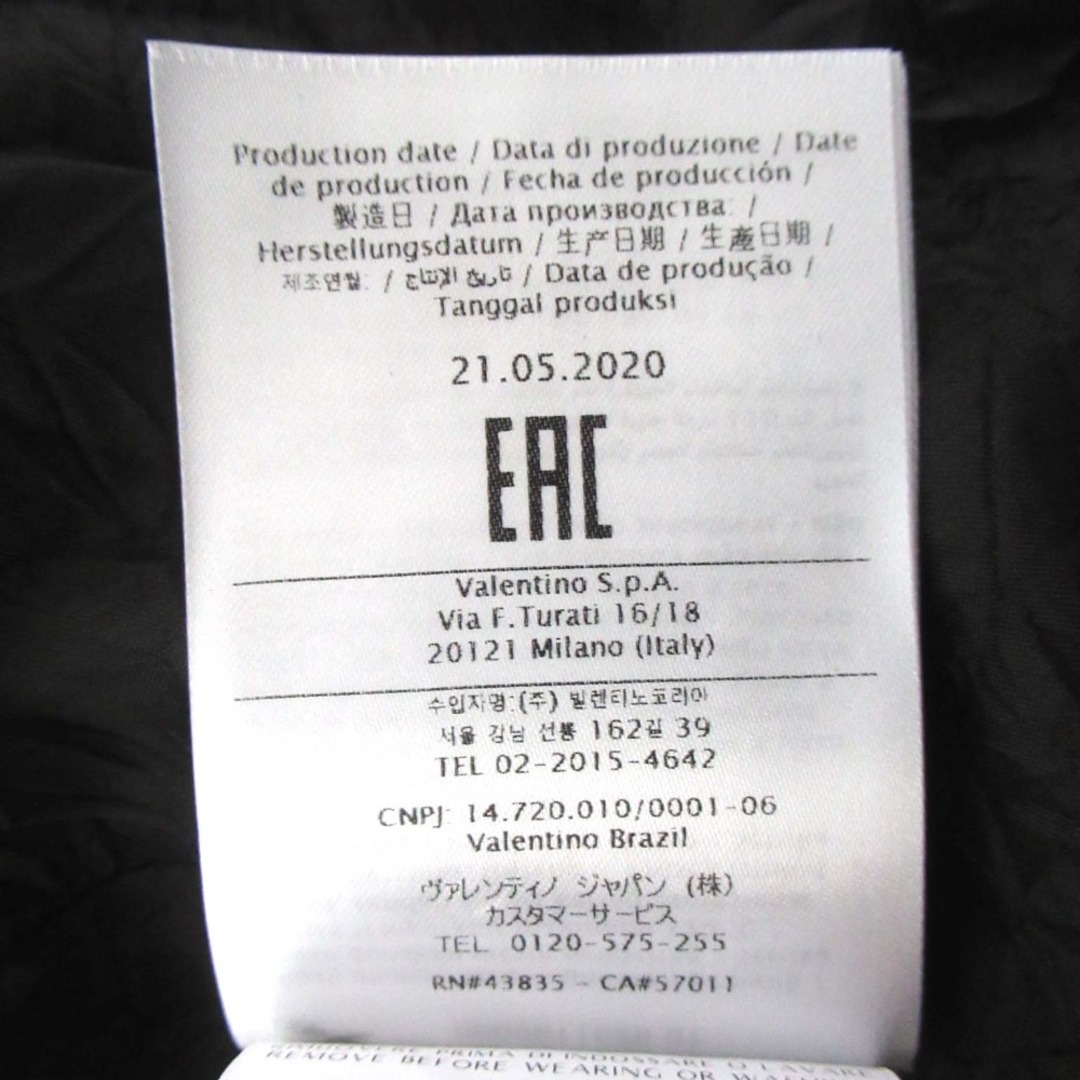 Production date / Data di produzione / Date
de production / Fecha de producción /
製造日 / Дата производства: /
Herstellungsdatum / 生产日期 / 生產日期 /
제조연월: / تاريخ الإنتاج / Data de produção /
Tanggal produksi
21.05.2020
EAC
Valentino S.p.A.
Via F.Turati 16/18
20121 Milano (Italy)
수입자명:(주) 발렌티노코리아
서울 강남 선릉 162길 39
TEL 02-2015-4642
CNPJ: 14.720.010/0001-06
Valentino Brazil
ヴァレンティノ ジャパン (株)
カスタマーサービス
TEL 0120-575-255
RN#43835 - CA#57011
PRIMA DI INDOSSARE O LAVARE
REMOVE BEFORE WEARING OR